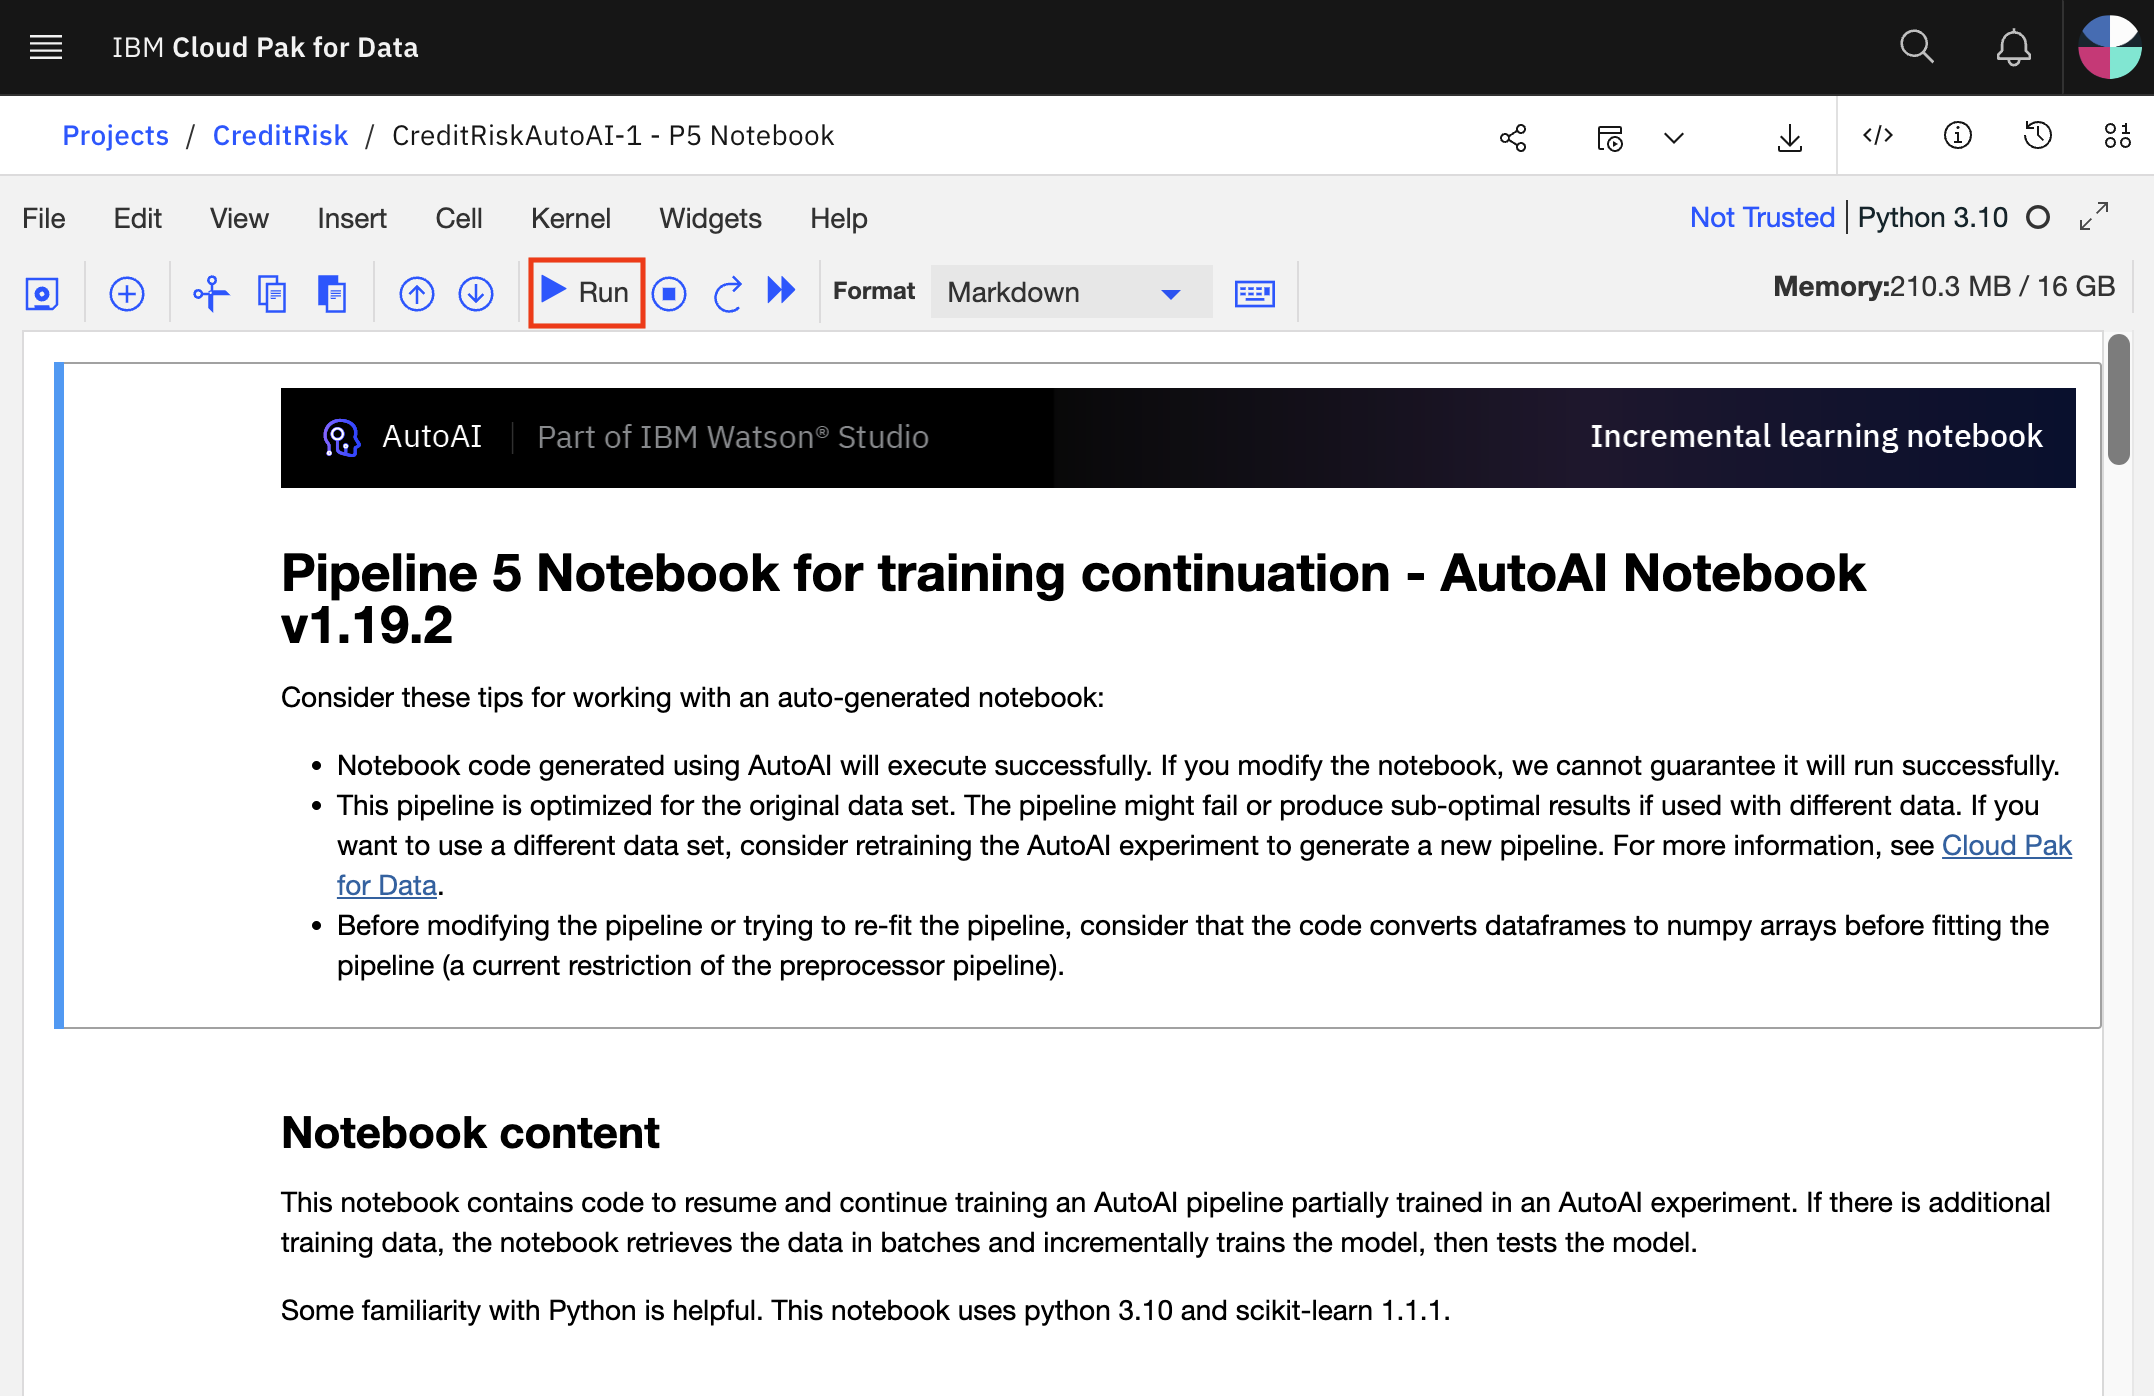 IBM Cloud Pak for Data
Projects / CreditRisk / CreditRiskAutoAI-1 - P5 Notebook
File Edit View Insert Cell Kernel Widgets Help Not Trusted Python 3.10
Run Format Markdown Memory:210.3 MB / 16 GB
AutoAI Part of IBM Watson® Studio Incremental learning notebook
Pipeline 5 Notebook for training continuation - AutoAI Notebook
v1.19.2
Consider these tips for working with an auto-generated notebook:
• Notebook code generated using AutoAI will execute successfully. If you modify the notebook, we cannot guarantee it will run successfully.
• This pipeline is optimized for the original data set. The pipeline might fail or produce sub-optimal results if used with different data. If you
want to use a different data set, consider retraining the AutoAI experiment to generate a new pipeline. For more information, see Cloud Pak
for Data.
• Before modifying the pipeline or trying to re-fit the pipeline, consider that the code converts dataframes to numpy arrays before fitting the
pipeline (a current restriction of the preprocessor pipeline).
Notebook content
This notebook contains code to resume and continue training an AutoAI pipeline partially trained in an AutoAI experiment. If there is additional
training data, the notebook retrieves the data in batches and incrementally trains the model, then tests the model.
Some familiarity with Python is helpful. This notebook uses python 3.10 and scikit-learn 1.1.1.